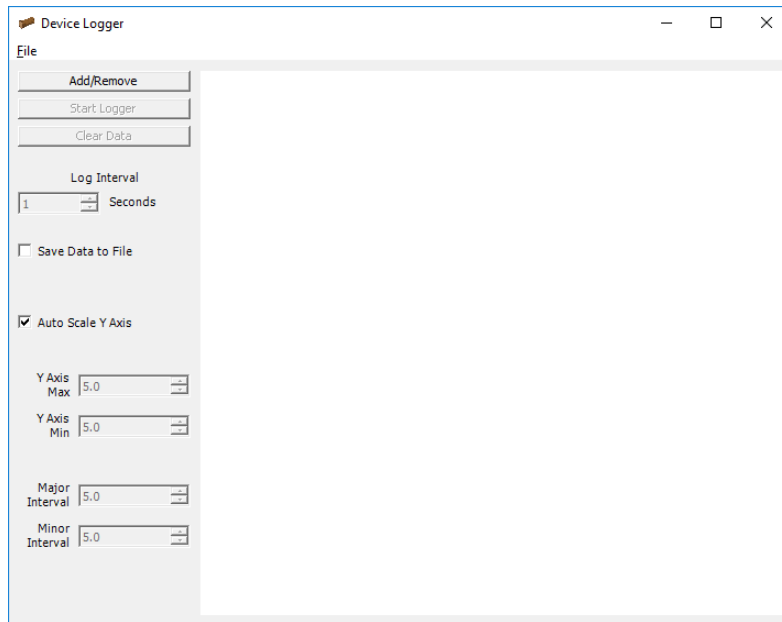 Device Logger
File
Add/Remove
Start Logger
Clear Data
Log Interval
1 Seconds
Save Data to File
Auto Scale Y Axis
Y Axis
Max 5.0
Y Axis
Min 5.0
Major
Interval 5.0
Minor
Interval 5.0